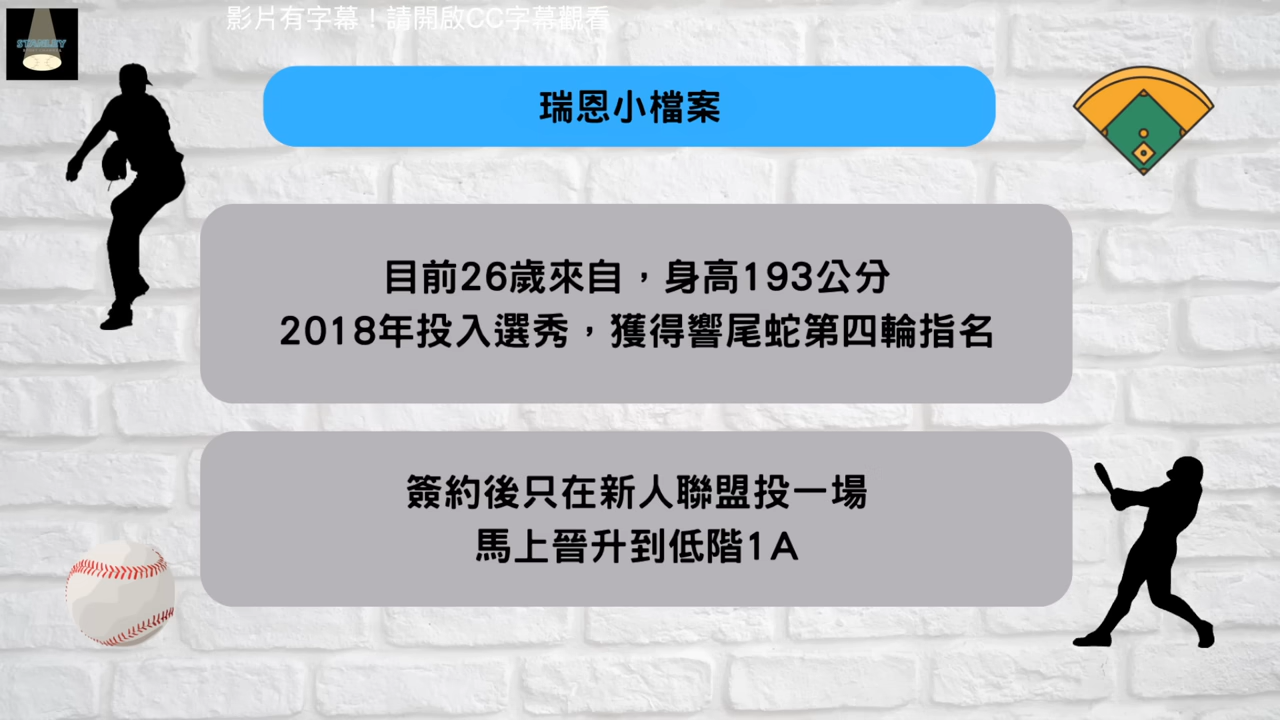 影片有字幕！請開啟CC字幕觀看
STANLEY
瑞恩小檔案
目前26歲來自，身高193公分
2018年投入選秀，獲得響尾蛇第四輪指名
簽約後只在新人聯盟投一場
馬上晉升到低階1A